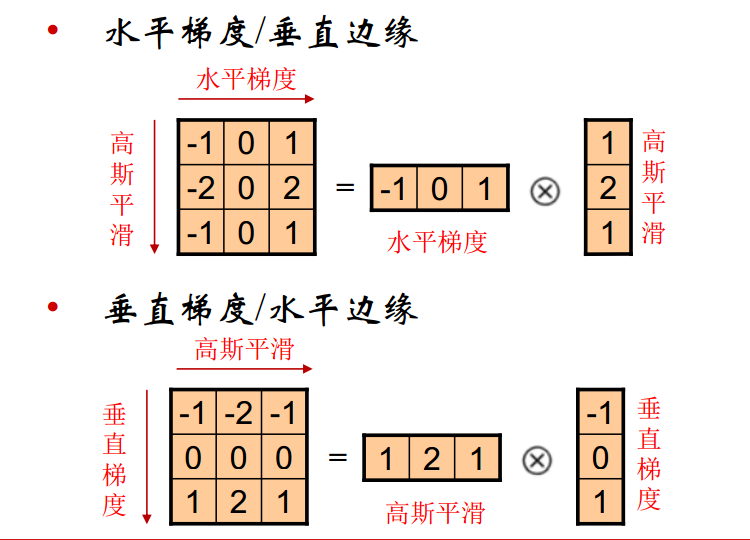 • 水平梯度/垂直边缘
水平梯度
高斯平滑
-1 0 1
-2 0 2
-1 0 1
=
-1 0 1
水平梯度
⊗
1
2
1
高斯平滑
• 垂直梯度/水平边缘
高斯平滑
垂直梯度
-1 -2 -1
0 0 0
1 2 1
=
1 2 1
高斯平滑
⊗
-1
0
1
垂直梯度